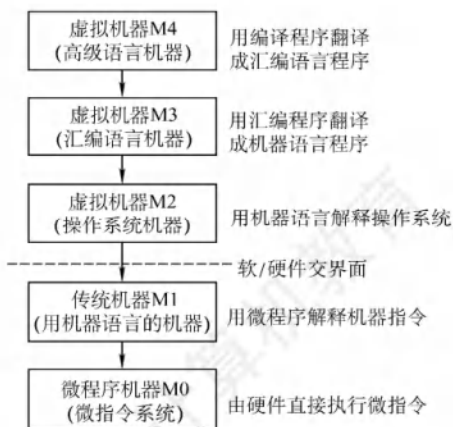 虚拟机器M4
(高级语言机器)
用编译程序翻译
成汇编语言程序
虚拟机器M3
(汇编语言机器)
用汇编程序翻译
成机器语言程序
虚拟机器M2
(操作系统机器)
用机器语言解释操作系统
软/硬件交界面
传统机器M1
(用机器语言的机器)
用微程序解释机器指令
微程序机器M0
(微指令系统)
由硬件直接执行微指令
算机教育